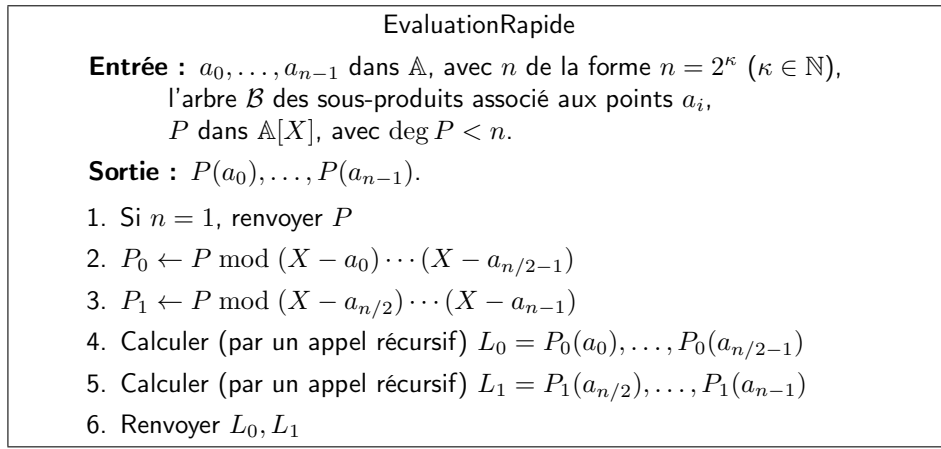 EvaluationRapide
Entrée : a_0, . . . , a_{n−1} dans 𝔸, avec n de la forme n = 2^κ (κ ∈ ℕ),
l'arbre ℬ des sous-produits associé aux points a_i,
P dans 𝔸[X], avec deg P < n.
Sortie : P(a_0), . . . , P(a_{n−1}).
1. Si n = 1, renvoyer P
2. P_0 ← P mod (X − a_0) · · · (X − a_{n/2−1})
3. P_1 ← P mod (X − a_{n/2}) · · · (X − a_{n−1})
4. Calculer (par un appel récursif) L_0 = P_0(a_0), . . . , P_0(a_{n/2−1})
5. Calculer (par un appel récursif) L_1 = P_1(a_{n/2}), . . . , P_1(a_{n−1})
6. Renvoyer L_0, L_1